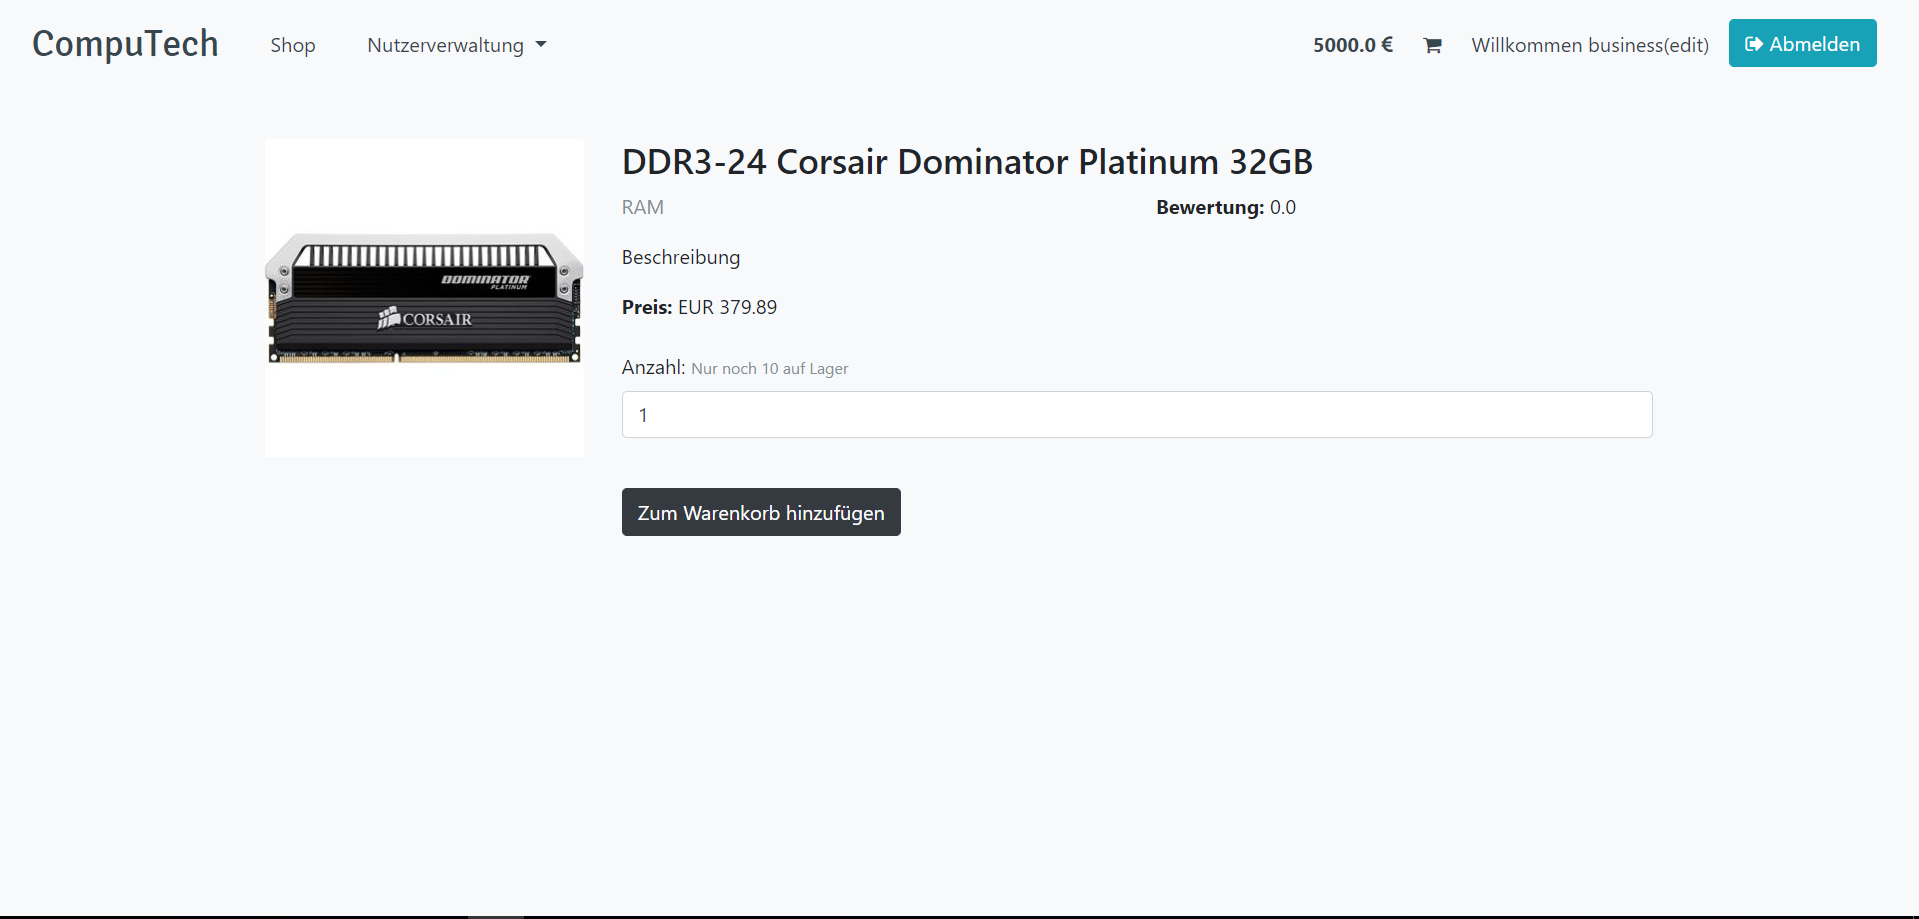 CompuTech
Shop
Nutzerverwaltung
5000.0 €
Willkommen business(edit)
Abmelden
DOMINATOR
PLATINUM
CORSAIR
DDR3-24 Corsair Dominator Platinum 32GB
RAM
Bewertung: 0.0
Beschreibung
Preis: EUR 379.89
Anzahl: Nur noch 10 auf Lager
1
Zum Warenkorb hinzufügen